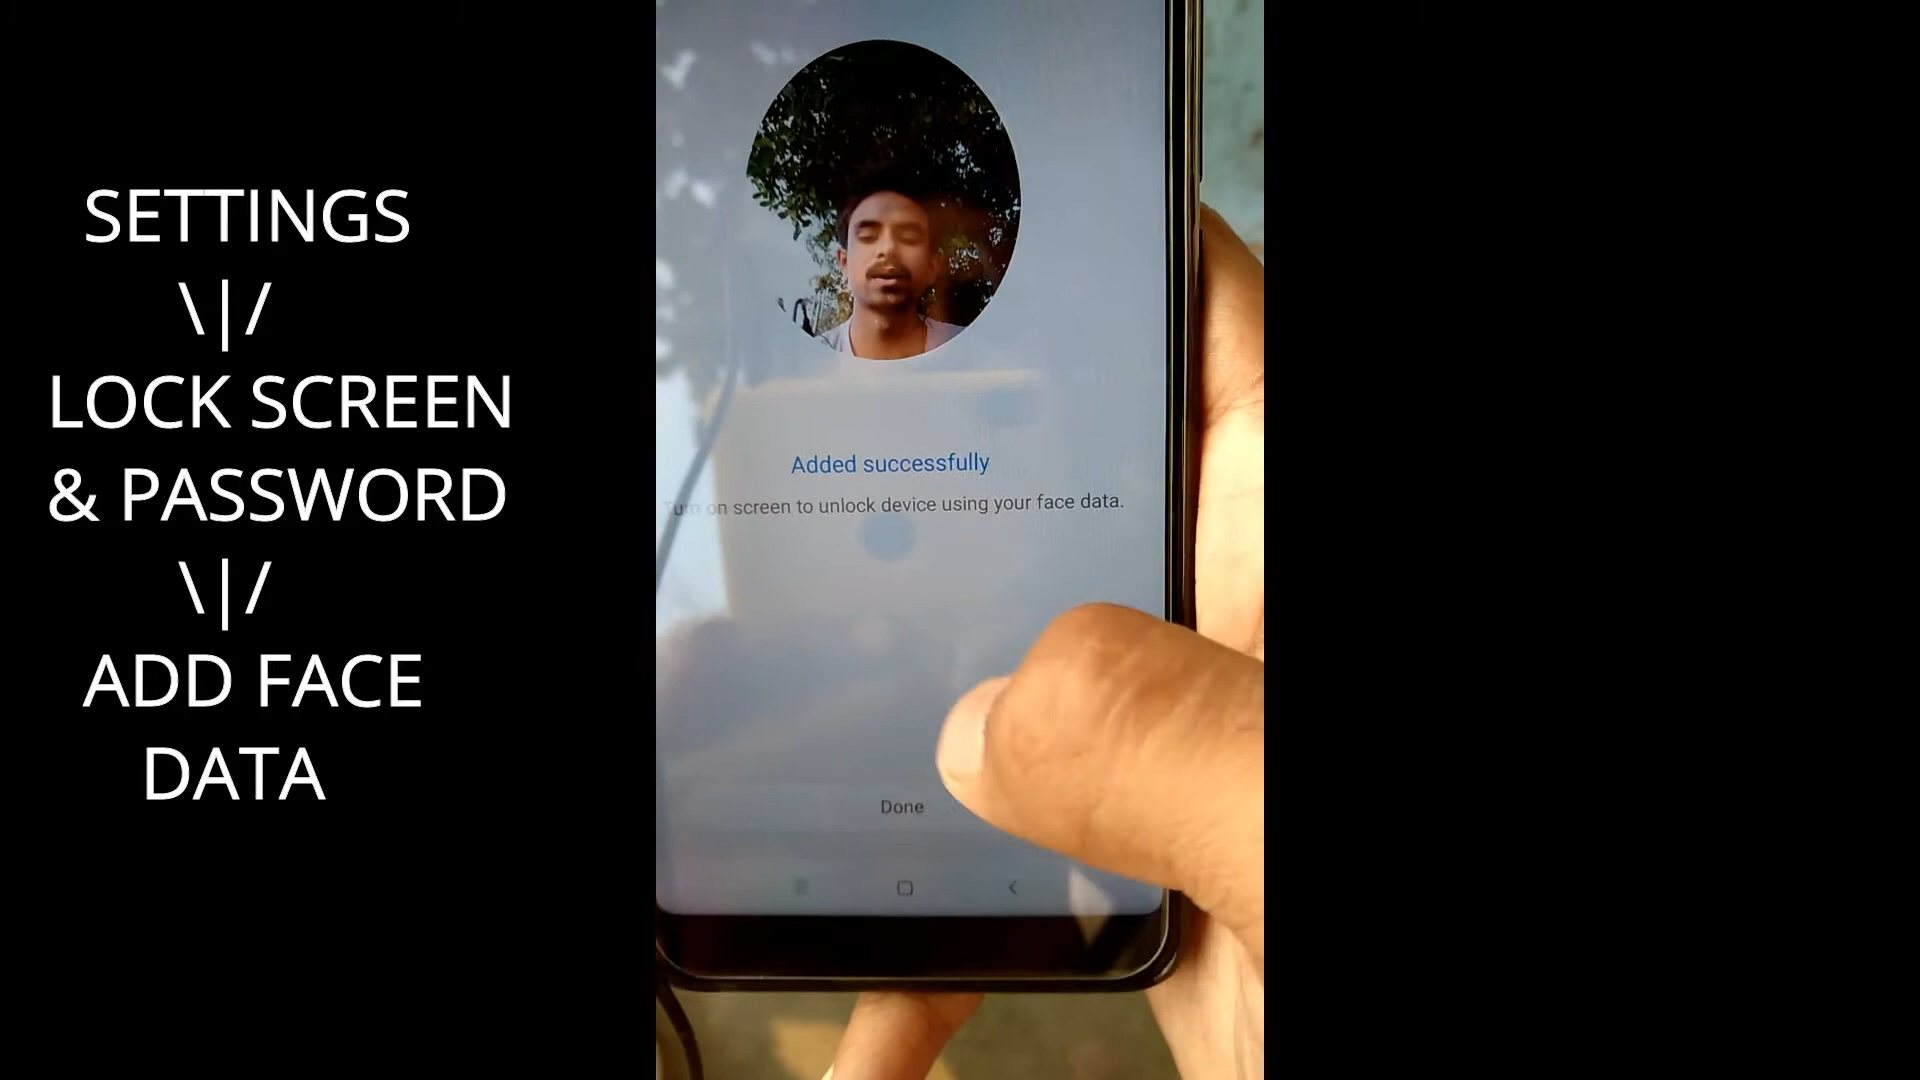 SETTINGS
\|/
LOCK SCREEN
& PASSWORD
\|/
ADD FACE
DATA
Added successfully
Turn on screen to unlock device using your face data.
Done